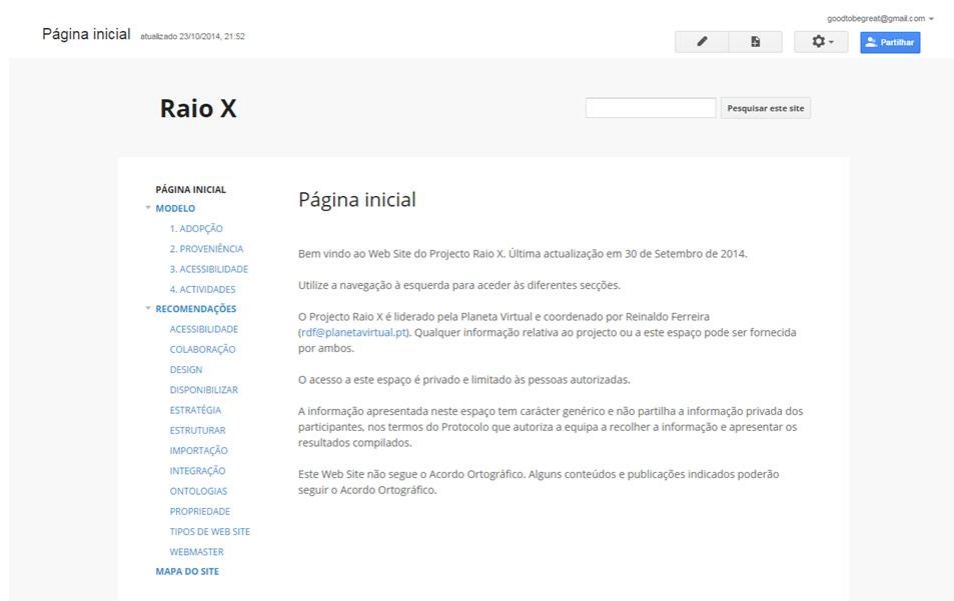 goodtobegreat@gmail.com
Página inicial atualizado 23/10/2014, 21:52
Partilhar
Raio X
Pesquisar este site
PÁGINA INICIAL
MODELO
1. ADOPÇÃO
2. PROVENIÊNCIA
3. ACESSIBILIDADE
4. ACTIVIDADES
RECOMENDAÇÕES
ACESSIBILIDADE
COLABORAÇÃO
DESIGN
DISPONIBILIZAR
ESTRATÉGIA
ESTRUTURAR
IMPORTAÇÃO
INTEGRAÇÃO
ONTOLOGIAS
PROPRIEDADE
TIPOS DE WEB SITE
WEBMASTER
MAPA DO SITE
Página inicial
Bem vindo ao Web Site do Projecto Raio X. Última actualização em 30 de Setembro de 2014.
Utilize a navegação à esquerda para aceder às diferentes secções.
O Projecto Raio X é liderado pela Planeta Virtual e coordenado por Reinaldo Ferreira
(rdf@planetavirtual.pt). Qualquer informação relativa ao projecto ou a este espaço pode ser fornecida
por ambos.
O acesso a este espaço é privado e limitado às pessoas autorizadas.
A informação apresentada neste espaço tem carácter genérico e não partilha a informação privada dos
participantes, nos termos do Protocolo que autoriza a equipa a recolher a informação e apresentar os
resultados compilados.
Este Web Site não segue o Acordo Ortográfico. Alguns conteúdos e publicações indicados poderão
seguir o Acordo Ortográfico.